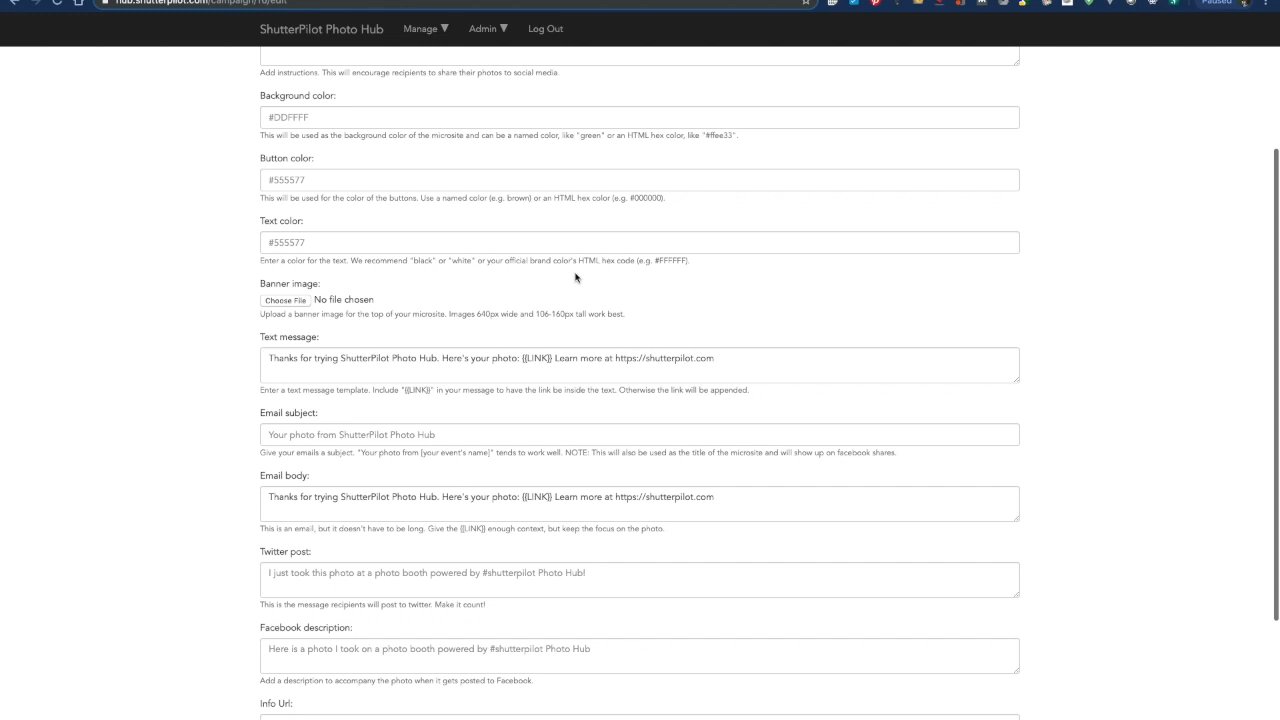 hub.shutterpilot.com/campaign/10/edit
Paused
ShutterPilot Photo Hub Manage ▼ Admin ▼ Log Out
Add instructions. This will encourage recipients to share their photos to social media.
Background color:
#DDFFFF
This will be used as the background color of the microsite and can be a named color, like "green" or an HTML hex color, like "#ffee33".
Button color:
#555577
This will be used for the color of the buttons. Use a named color (e.g. brown) or an HTML hex color (e.g. #000000).
Text color:
#555577
Enter a color for the text. We recommend "black" or "white" or your official brand color's HTML hex code (e.g. #FFFFFF).
Banner image:
Choose File No file chosen
Upload a banner image for the top of your microsite. Images 640px wide and 106-160px tall work best.
Text message:
Thanks for trying ShutterPilot Photo Hub. Here's your photo: {{LINK}} Learn more at https://shutterpilot.com
Enter a text message template. Include "{{LINK}}" in your message to have the link be inside the text. Otherwise the link will be appended.
Email subject:
Your photo from ShutterPilot Photo Hub
Give your emails a subject. "Your photo from [your event's name]" tends to work well. NOTE: This will also be used as the title of the microsite and will show up on facebook shares.
Email body:
Thanks for trying ShutterPilot Photo Hub. Here's your photo: {{LINK}} Learn more at https://shutterpilot.com
This is an email, but it doesn't have to be long. Give the {{LINK}} enough context, but keep the focus on the photo.
Twitter post:
I just took this photo at a photo booth powered by #shutterpilot Photo Hub!
This is the message recipients will post to twitter. Make it count!
Facebook description:
Here is a photo I took on a photo booth powered by #shutterpilot Photo Hub
Add a description to accompany the photo when it gets posted to Facebook.
Info Url: